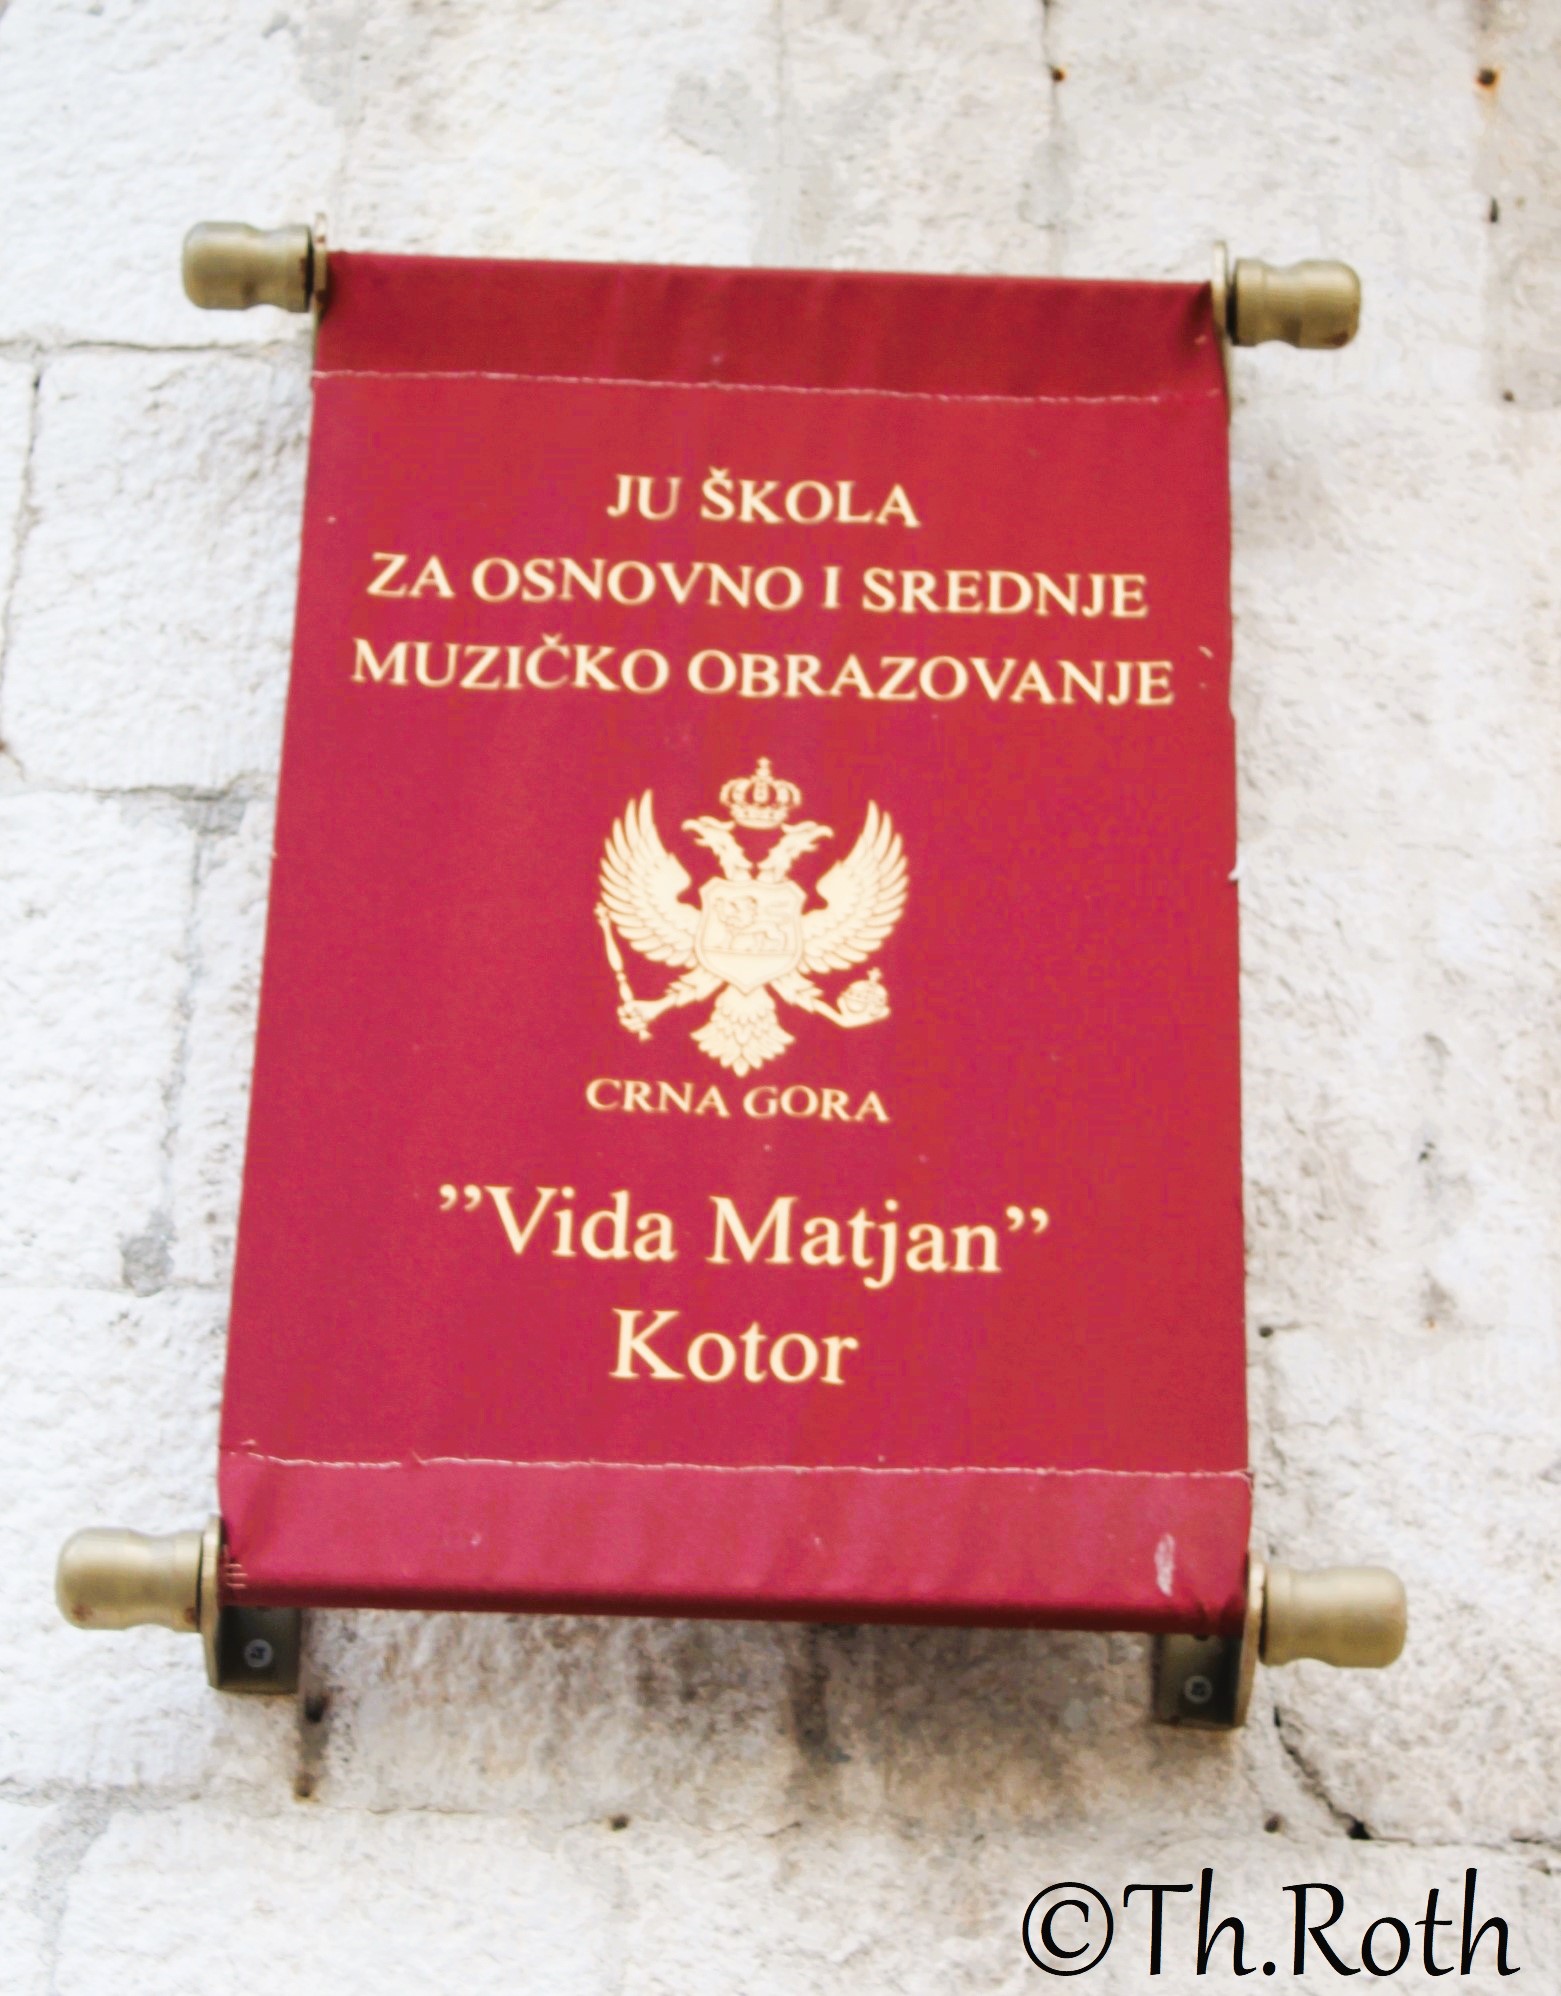 JU ŠKOLA
ZA OSNOVNO I SREDNJE
MUZIČKO OBRAZOVANJE
CRNA GORA
”Vida Matjan”
Kotor
©Th.Roth